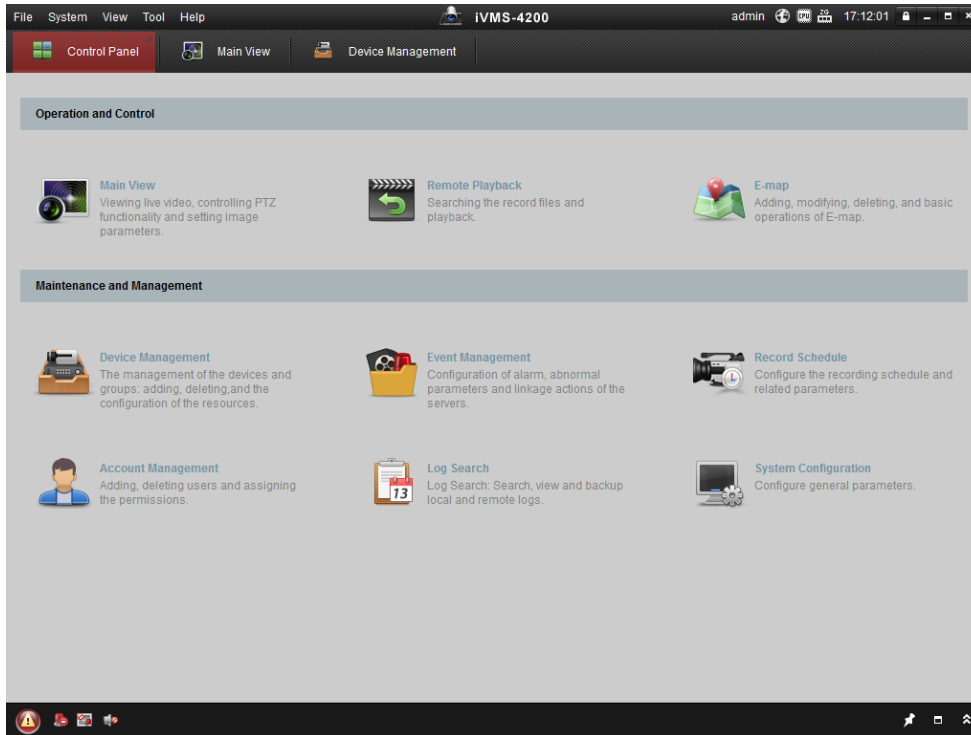 File System View Tool Help iVMS-4200 admin CPU 2G 17:12:01
Control Panel Main View Device Management
Operation and Control
Main View
Viewing live video, controlling PTZ
functionality and setting image
parameters.
Remote Playback
Searching the record files and
playback.
E-map
Adding, modifying, deleting, and basic
operations of E-map.
Maintenance and Management
Device Management
The management of the devices and
groups: adding, deleting,and the
configuration of the resources.
Event Management
Configuration of alarm, abnormal
parameters and linkage actions of the
servers.
Record Schedule
Configure the recording schedule and
related parameters.
Account Management
Adding, deleting users and assigning
the permissions.
13
Log Search
Log Search: Search, view and backup
local and remote logs.
System Configuration
Configure general parameters.